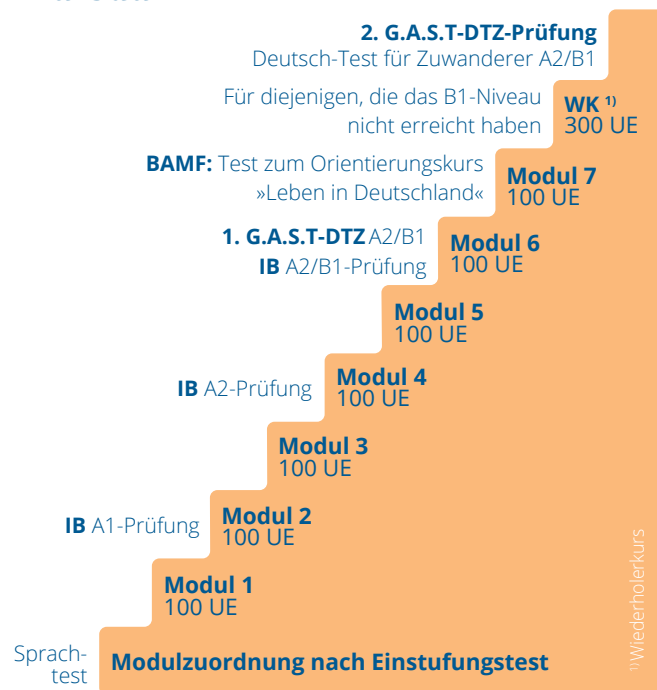 2. G.A.S.T-DTZ-Prüfung
Deutsch-Test für Zuwanderer A2/B1
Für diejenigen, die das B1-Niveau
nicht erreicht haben
WK ¹⁾
300 UE
BAMF: Test zum Orientierungskurs
»Leben in Deutschland«
Modul 7
100 UE
1. G.A.S.T-DTZ A2/B1
IB A2/B1-Prüfung
Modul 6
100 UE
Modul 5
100 UE
IB A2-Prüfung
Modul 4
100 UE
Modul 3
100 UE
IB A1-Prüfung
Modul 2
100 UE
Modul 1
100 UE
Sprach-
test
Modulzuordnung nach Einstufungstest
¹⁾Wiederholerkurs